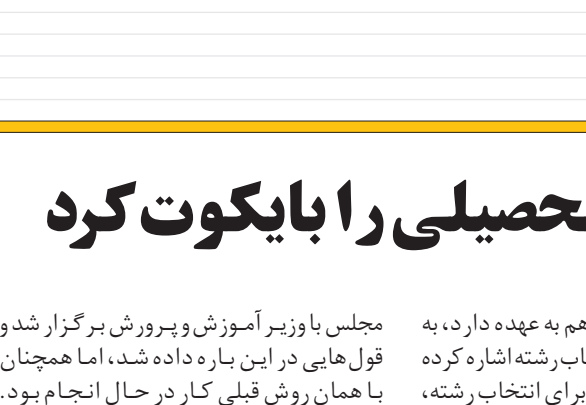 را بایکوت کرد
هم به عهده دارد، به
رشته اشاره کرده
برای انتخاب رشته،
مجلس با وزیر آموزش و پرورش برگزار شد و
قول‌هایی در این باره داده شد، اما همچنان
با همان روش قبلی کار در حال انجام بود.